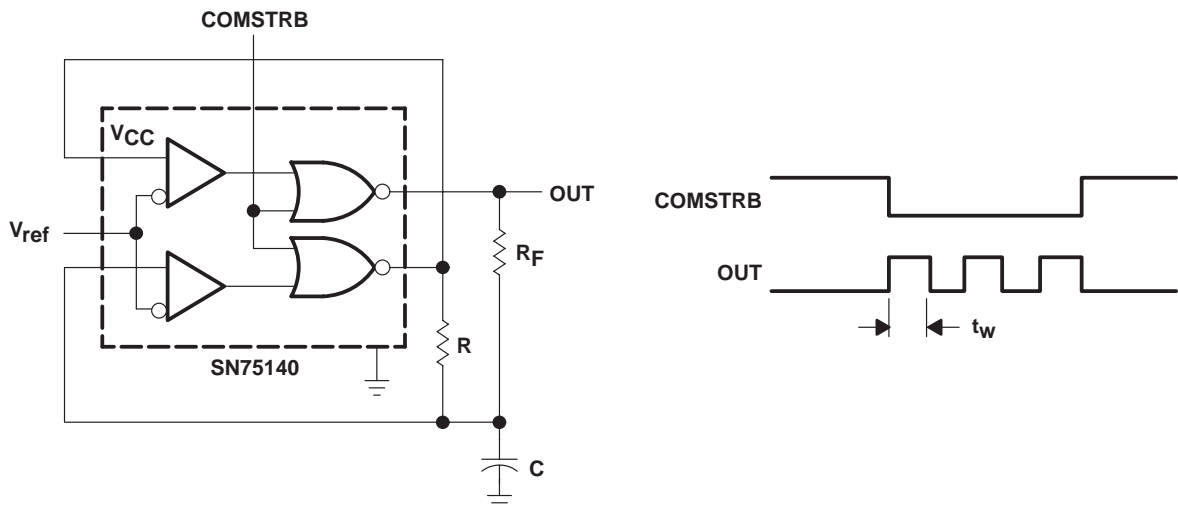 COMSTRB
VCC
OUT
Vref
RF
R
SN75140
C
COMSTRB
OUT
tw